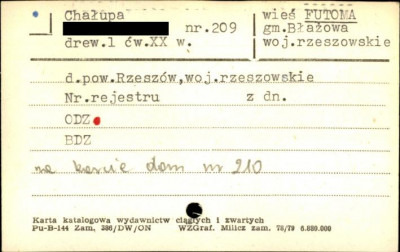 Chałupa
nr.209
drew.1 ćw.XX w.
wieś FUTOMA
gm.Błażowa
woj.rzeszowskie
d.pow.Rzeszów,woj.rzeszowskie
Nr.rejestru z dn.
ODZ
BDZ
na karcie dom nr 210
Karta katalogowa wydawnictw ciągłych i zwartych
Pu-B-144 Zam. 386/DW/ON WZGraf. Milicz zam. 78/79 6.880.000